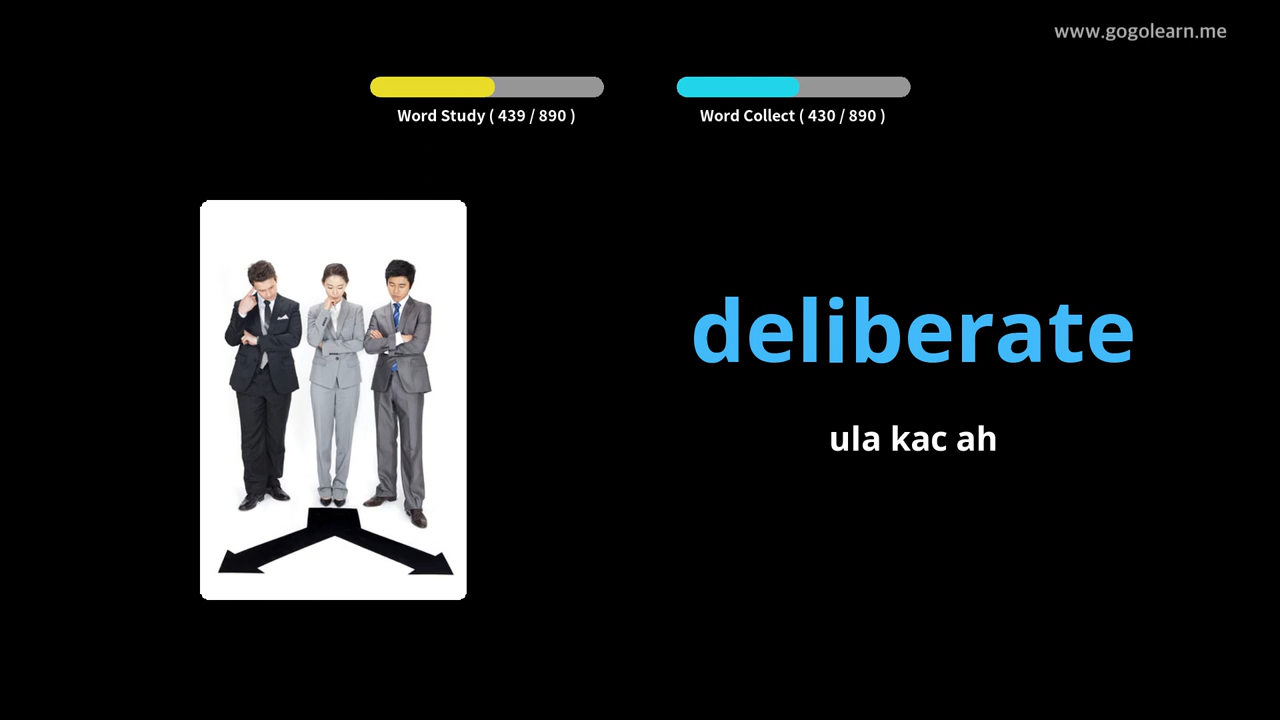 www.gogolearn.me
Word Study ( 439 / 890 )
Word Collect ( 430 / 890 )
deliberate
ula kac ah